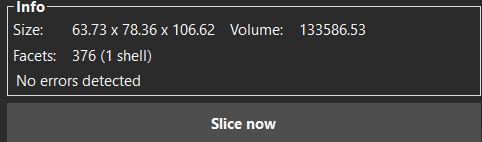 Info
Size: 63.73 x 78.36 x 106.62 Volume: 133586.53
Facets: 376 (1 shell)
No errors detected
Slice now